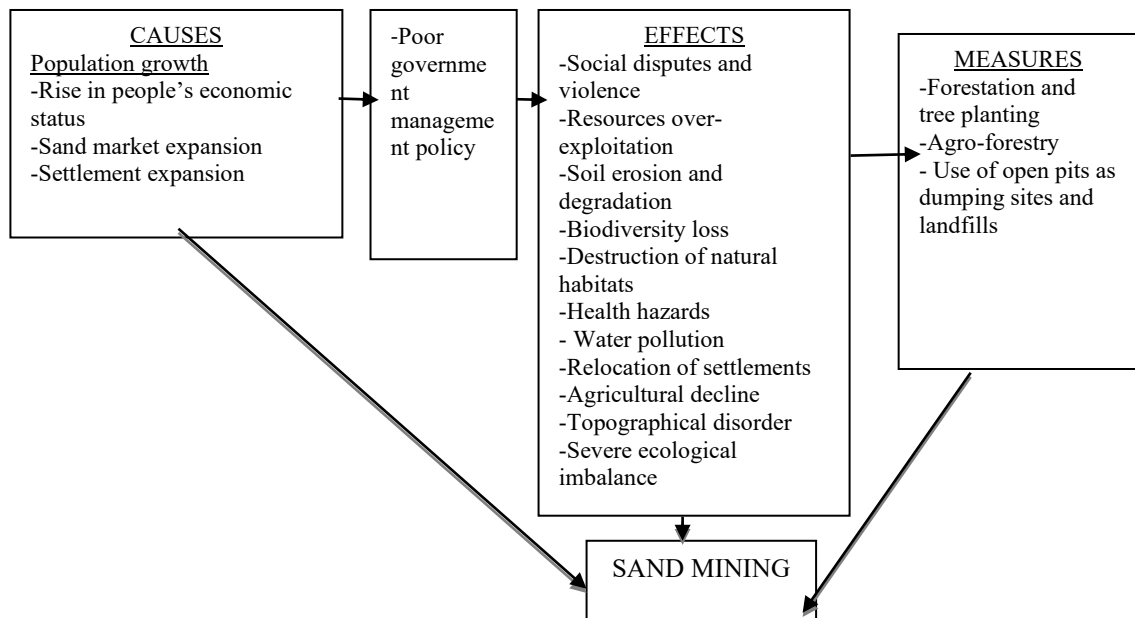 CAUSES
Population growth
-Rise in people’s economic
status
-Sand market expansion
-Settlement expansion
-Poor
governme
nt
manageme
nt policy
EFFECTS
-Social disputes and
violence
-Resources over-
exploitation
-Soil erosion and
degradation
-Biodiversity loss
-Destruction of natural
habitats
-Health hazards
- Water pollution
-Relocation of settlements
-Agricultural decline
-Topographical disorder
-Severe ecological
imbalance
MEASURES
-Forestation and
tree planting
-Agro-forestry
- Use of open pits as
dumping sites and
landfills
SAND MINING